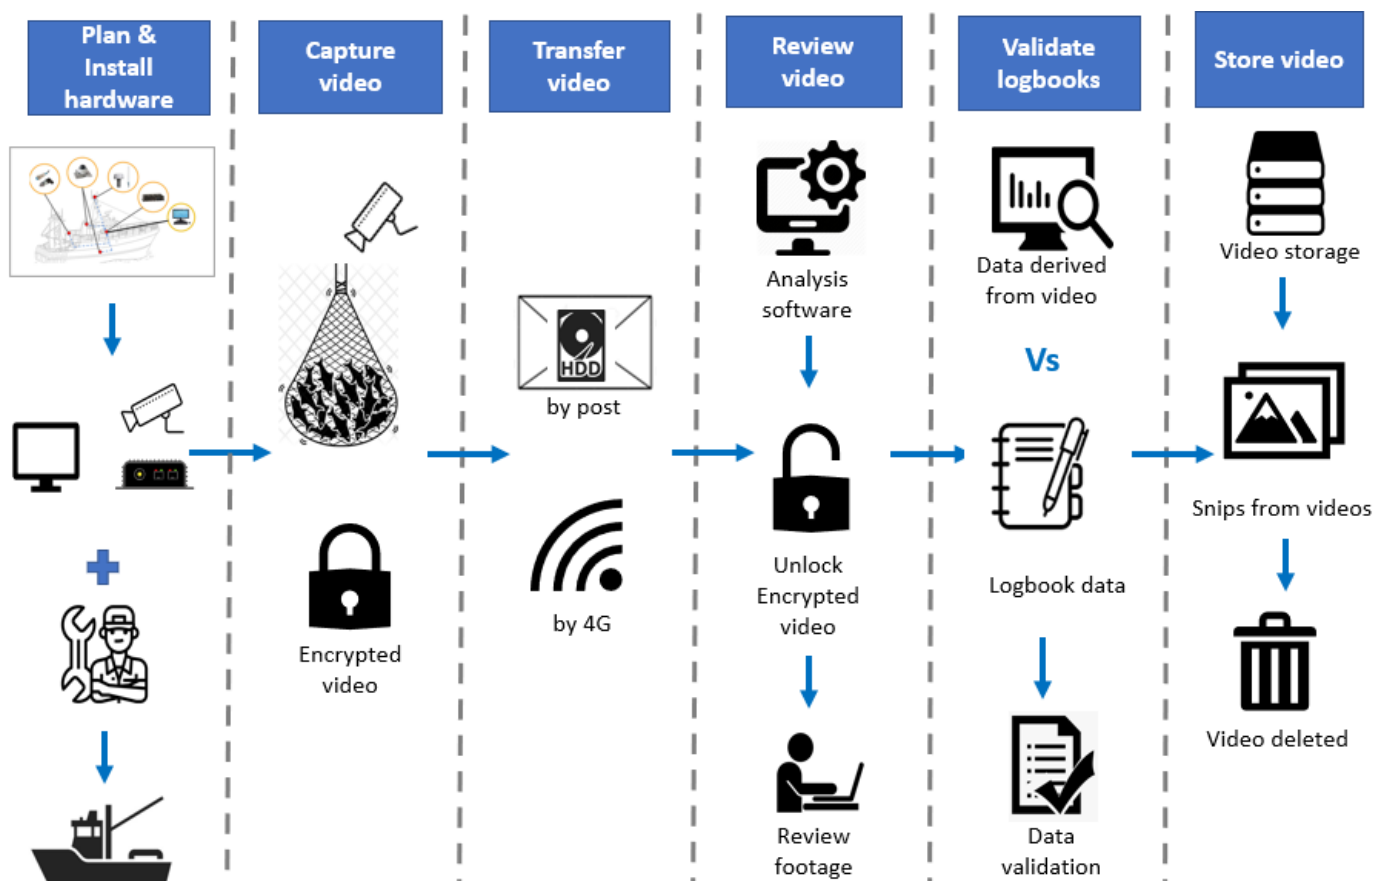 Plan &
Install
hardware
Capture
video
Transfer
video
Review
video
Validate
logbooks
Store video
HDD
by post
by 4G
Encrypted
video
Analysis
software
Unlock
Encrypted
video
Review
footage
Data derived
from video
Vs
Logbook data
Data
validation
Video storage
Snips from videos
Video deleted